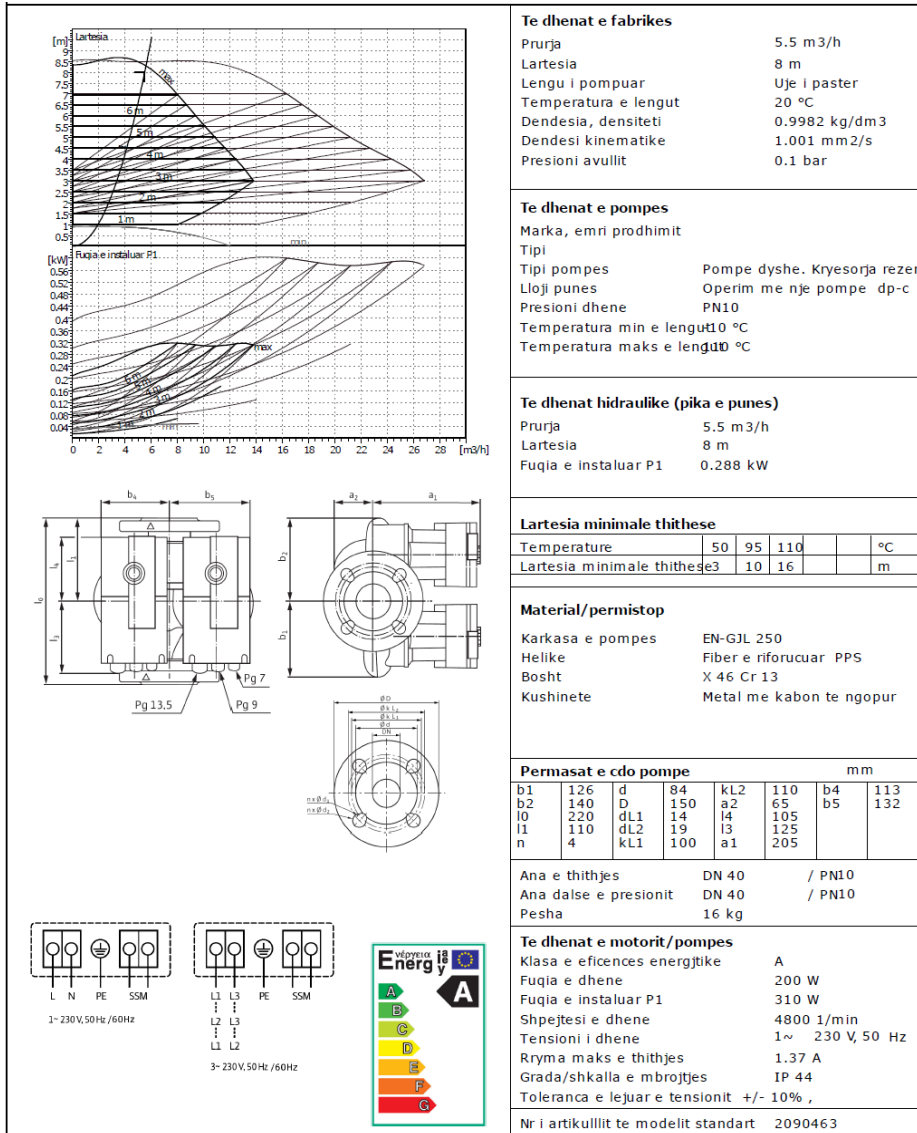 Lartesia
[m]
9
8.5
8
7
6.5
6
5.5
5
4.5
4
3.5
3
2.5
2
1.5
1
0.5
max
6 m
5 m
4 m
3 m
2 m
1 m
min
Fuqia e instaluar P1
[kW]
0.56
0.52
0.48
0.44
0.4
0.36
0.32
0.28
0.24
0.2
0.16
0.12
0.08
0.04
max
6 m
5 m
4 m
3 m
2 m
1 m
min
0 2 4 6 8 10 12 14 16 18 20 22 24 26 28 [m3/h]
b4 b5
l0 l1 l4 l3
Pg 7
Pg 13,5 Pg 9
a2 a1
b2
b1
Ø D
Ø k L2
Ø k L1
Ø d
DN
n x Ø dL1
n x Ø dL2
L N PE SSM
1~ 230 V, 50 Hz /60Hz
L1 L3 PE SSM
L2 L3
L1 L2
3~ 230 V, 50 Hz /60Hz
Energ
ενέργεια
ie
ia
y
A
A
B
C
D
E
F
G
Te dhenat e fabrikes
Prurja 5.5 m3/h
Lartesia 8 m
Lengu i pompuar Uje i paster
Temperatura e lengut 20 °C
Dendesia, densiteti 0.9982 kg/dm3
Dendesi kinematike 1.001 mm2/s
Presioni avullit 0.1 bar
Te dhenat e pompes
Marka, emri prodhimit
Tipi
Tipi pompes Pompe dyshe. Kryesorja rezer
Lloji punes Operim me nje pompe dp-c
Presioni dhene PN10
Temperatura min e lengut -10 °C
Temperatura maks e lengut 110 °C
Te dhenat hidraulike (pika e punes)
Prurja 5.5 m3/h
Lartesia 8 m
Fuqia e instaluar P1 0.288 kW
Lartesia minimale thithese
Temperature 50 95 110 °C
Lartesia minimale thithese 3 10 16 m
Material/permistop
Karkasa e pompes EN-GJL 250
Helike Fiber e riforucuar PPS
Bosht X 46 Cr 13
Kushinete Metal me kabon te ngopur
Permasat e cdo pompe mm
b1 126 d 84 kL2 110 b4 113
b2 140 D 150 a2 65 b5 132
l0 220 dL1 14 l4 105
l1 110 dL2 19 l3 125
n 4 kL1 100 a1 205
Ana e thithjes DN 40 / PN10
Ana dalse e presionit DN 40 / PN10
Pesha 16 kg
Te dhenat e motorit/pompes
Klasa e eficences energjtike A
Fuqia e dhene 200 W
Fuqia e instaluar P1 310 W
Shpejtesi e dhene 4800 1/min
Tensioni i dhene 1~ 230 V, 50 Hz
Rryma maks e thithjes 1.37 A
Grada/shkalla e mbrojtjes IP 44
Toleranca e lejuar e tensionit +/- 10% ,
Nr i artikulllit te modelit standart 2090463